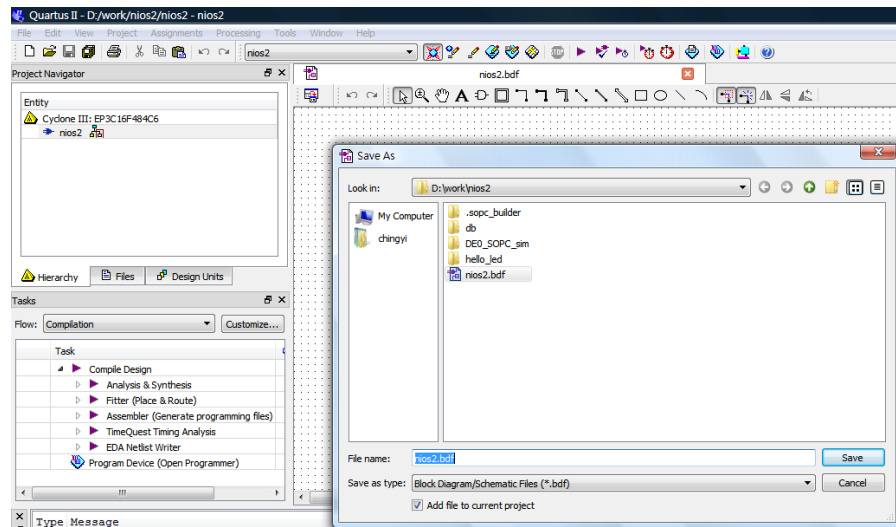 Quartus II - D:/work/nios2/nios2 - nios2
File Edit View Project Assignments Processing Tools Window Help
nios2
Project Navigator
nios2.bdf
Entity
Cyclone III: EP3C16F484C6
nios2
Hierarchy Files Design Units
Tasks
Flow: Compilation Customize...
Task
Compile Design
Analysis & Synthesis
Fitter (Place & Route)
Assembler (Generate programming files)
TimeQuest Timing Analysis
EDA Netlist Writer
Program Device (Open Programmer)
Type Message
Save As
Look in: D:\work\nios2
My Computer
chingyi
.sopc_builder
db
DE0_SOPC_sim
hello_led
nios2.bdf
File name: nios2.bdf Save
Save as type: Block Diagram/Schematic Files (*.bdf) Cancel
Add file to current project